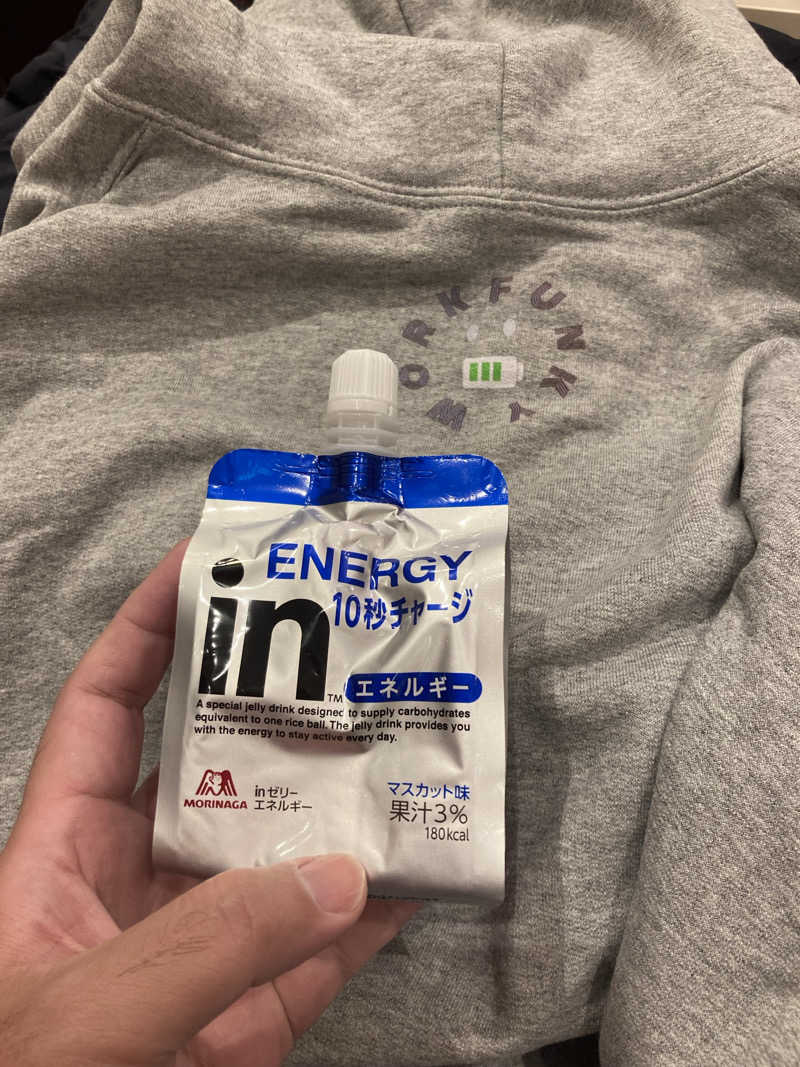 WORKFUNKY
ENERGY
in
10秒チャージ
TM
エネルギー
A special jelly drink designed to supply carbohydrates
equivalent to one rice ball. The jelly drink provides you
with the energy to stay active every day.
MORINAGA
inゼリー
エネルギー
マスカット味
果汁3%
180kcal